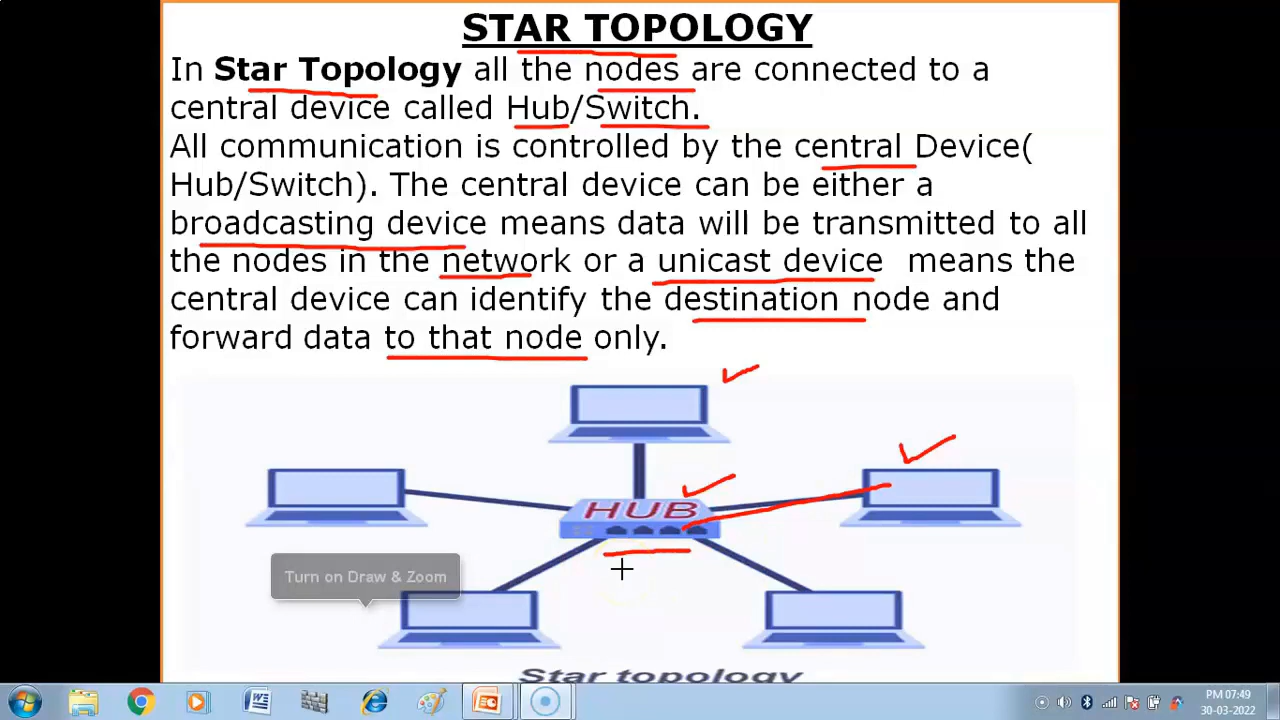 STAR TOPOLOGY
In Star Topology all the nodes are connected to a
central device called Hub/Switch.
All communication is controlled by the central Device(
Hub/Switch). The central device can be either a
broadcasting device means data will be transmitted to all
the nodes in the network or a unicast device means the
central device can identify the destination node and
forward data to that node only.
HUB
Turn on Draw & Zoom
Star topology
PM 07:49
30-03-2022